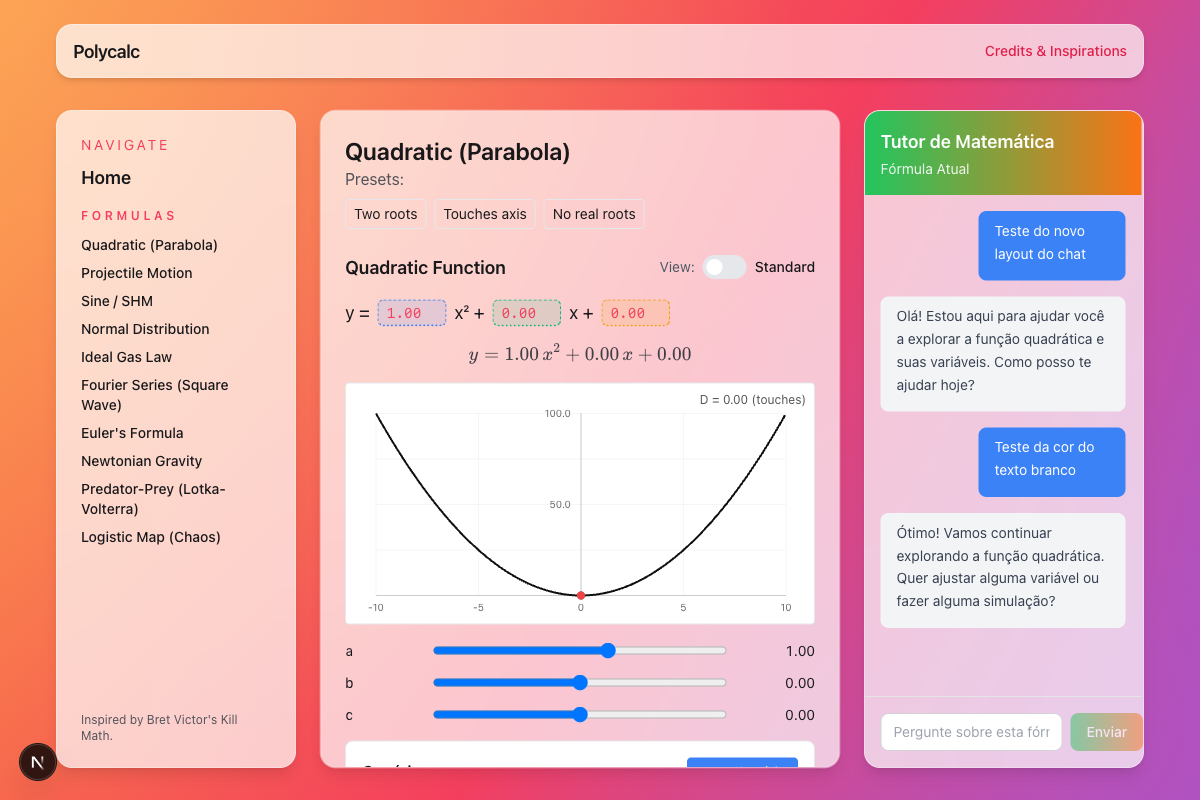 Polycalc
Credits & Inspirations
NAVIGATE
Home
FORMULAS
Quadratic (Parabola)
Projectile Motion
Sine / SHM
Normal Distribution
Ideal Gas Law
Fourier Series (Square
Wave)
Euler's Formula
Newtonian Gravity
Predator-Prey (Lotka-
Volterra)
Logistic Map (Chaos)
Inspired by Bret Victor's Kill
Math.
N
Quadratic (Parabola)
Presets:
Two roots
Touches axis
No real roots
Quadratic Function
View:
Standard
y = 1.00 x² + 0.00 x + 0.00
y = 1.00 x² + 0.00 x + 0.00
D = 0.00 (touches)
100.0
50.0
-10 -5 0 5 10
a 1.00
b 0.00
c 0.00
Tutor de Matemática
Fórmula Atual
Teste do novo
layout do chat
Olá! Estou aqui para ajudar você
a explorar a função quadrática e
suas variáveis. Como posso te
ajudar hoje?
Teste da cor do
texto branco
Ótimo! Vamos continuar
explorando a função quadrática.
Quer ajustar alguma variável ou
fazer alguma simulação?
Pergunte sobre esta fórr
Enviar